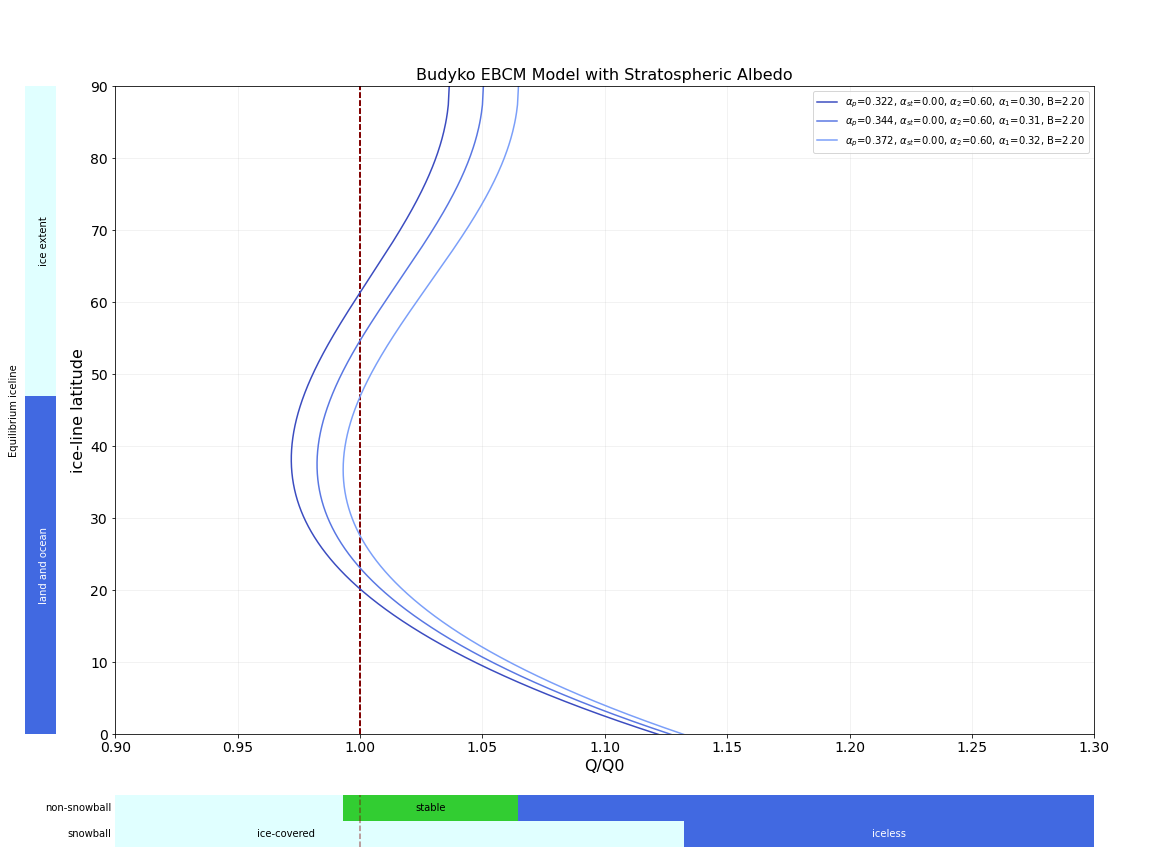 Budyko EBCM Model with Stratospheric Albedo
αp=0.322, αst=0.00, α2=0.60, α1=0.30, B=2.20
αp=0.344, αst=0.00, α2=0.60, α1=0.31, B=2.20
αp=0.372, αst=0.00, α2=0.60, α1=0.32, B=2.20
90
80
70
60
50
40
30
20
10
0
ice extent
land and ocean
Equilibrium iceline
ice-line latitude
0.90 0.95 1.00 1.05 1.10 1.15 1.20 1.25 1.30
Q/Q0
non-snowball stable
snowball ice-covered iceless